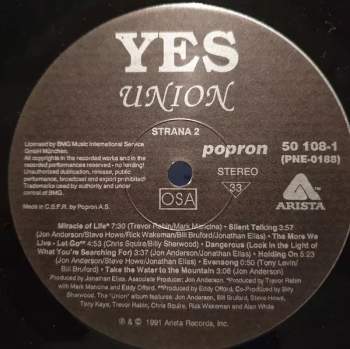 YES
UNION
STRANA 2
Licensed by BMG Music International Service
GmbH München.
All copyrights in the recorded works and in the
recorded performances reserved - no lending!
Unauthorized duplication, release, public
performance, broadcast and export prohibited!
Trademarks used by authority and under
control of BMG.
Made in C.S.F.R. by Popron A.S.
popron
STEREO
33
OSA
50 108-1
(PNE-0188)
ARISTA
Miracle of Life* 7:30 (Trevor Rabin/Mark Mancina) • Silent Talking 3:57
(Jon Anderson/Steve Howe/Rick Wakeman/Bill Bruford/Jonathan Elias) • The More We
Live - Let Go** 4:53 (Chris Squire/Billy Sherwood) • Dangerous (Look in the Light of
What You're Searching For) 3:37 (Jon Anderson/Jonathan Elias) • Holding On 5:23
(Jon Anderson/Steve Howe/Jonathan Elias) • Evensong 0:50 (Tony Levin/
Bill Bruford) • Take the Water to the Mountain 3:08 (Jon Anderson)
Produced by Jonathan Elias. Associate Producer: Jon Anderson. *Produced by Trevor Rabin
with Mark Mancina and Eddy Offord. **Produced by Eddy Offord, Co-Produced by Billy
Sherwood. The 'Union' album features: Jon Anderson, Bill Bruford, Steve Howe,
Tony Kaye, Trevor Rabin, Chris Squire, Rick Wakeman and Alan White
℗ & © 1991 Arista Records, Inc.